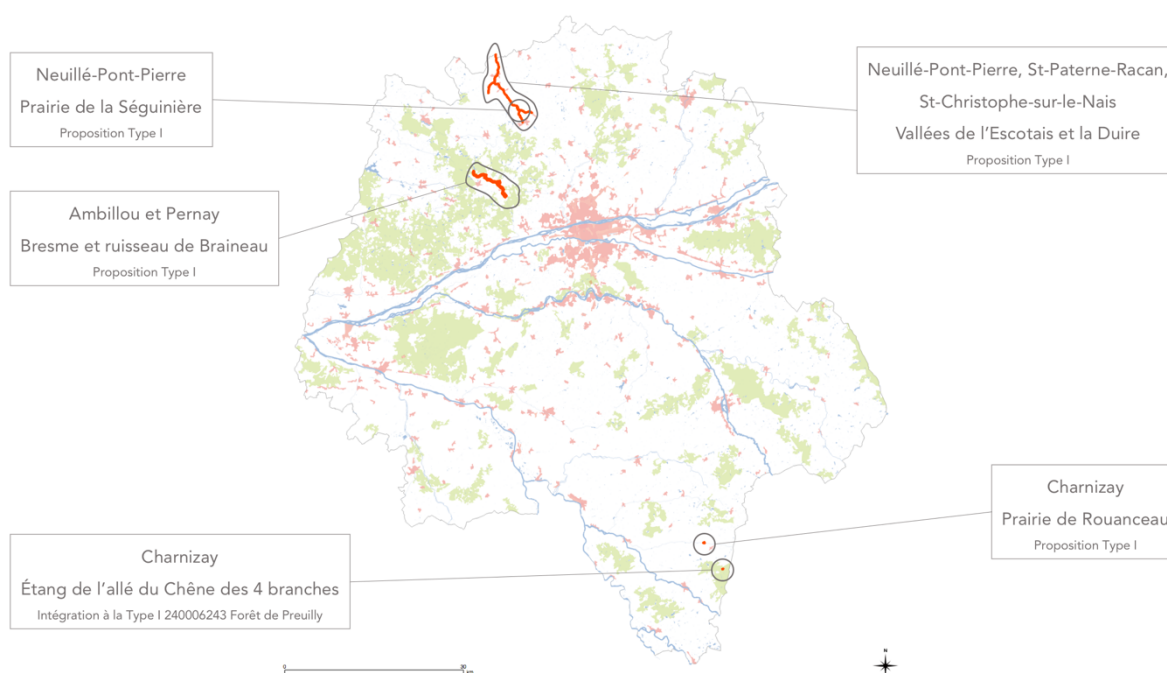 Neuillé-Pont-Pierre
Prairie de la Séguinière
Proposition Type I
Neuillé-Pont-Pierre, St-Paterne-Racan,
St-Christophe-sur-le-Nais
Vallées de l'Escotais et la Duire
Proposition Type I
Ambillou et Pernay
Bresme et ruisseau de Braineau
Proposition Type I
Charnizay
Prairie de Rouanceau
Proposition Type I
Charnizay
Étang de l'allé du Chêne des 4 branches
Intégration à la Type I 240006243 Forêt de Preuilly
0 30
km
N